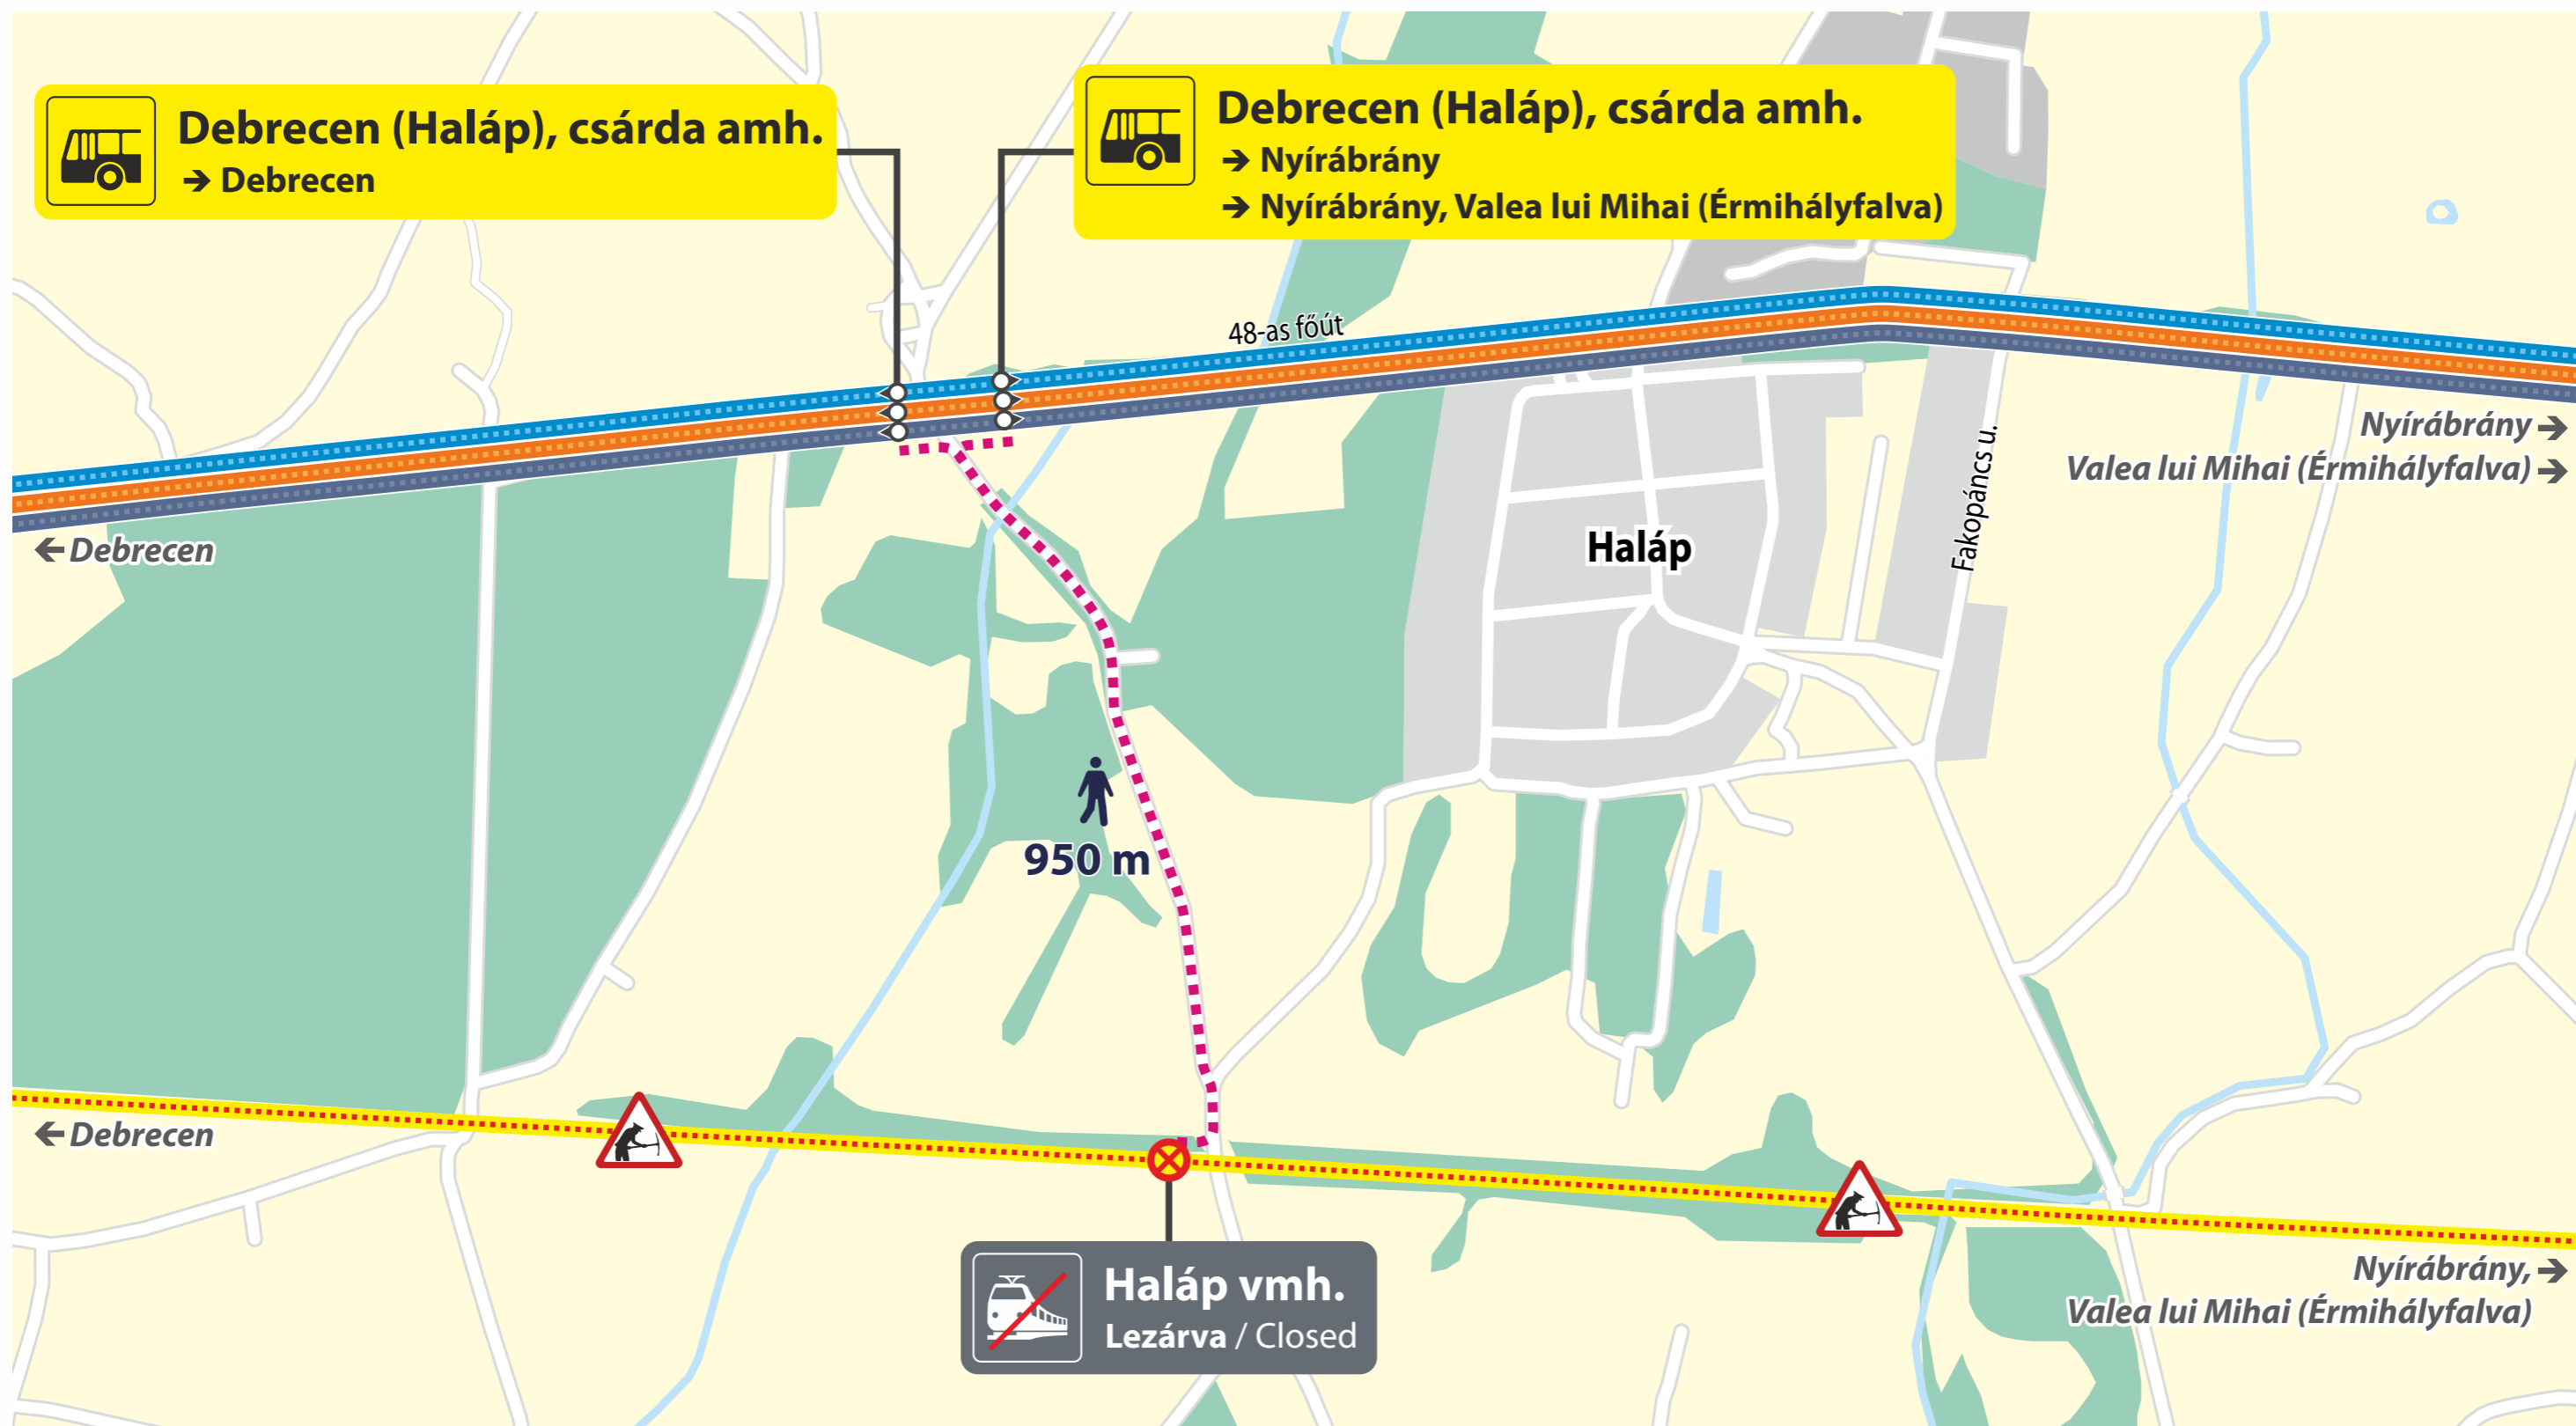 Debrecen (Haláp), csárda amh.
→ Debrecen
Debrecen (Haláp), csárda amh.
→ Nyírábrány
→ Nyírábrány, Valea lui Mihai (Érmihályfalva)
48-as főút
Nyírábrány →
Valea lui Mihai (Érmihályfalva) →
← Debrecen
Haláp
Fakopáncs u.
950 m
← Debrecen
Haláp vmh.
Lezárva / Closed
Nyírábrány, →
Valea lui Mihai (Érmihályfalva)